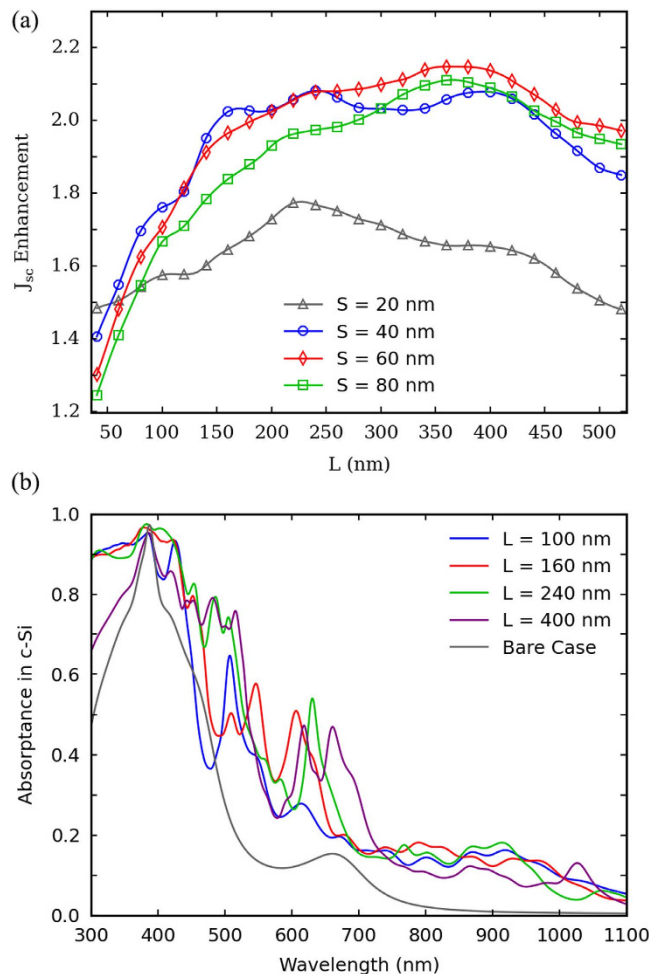 (a)
2.2
2.0
1.8
1.6
1.4
1.2
J_sc Enhancement
S = 20 nm
S = 40 nm
S = 60 nm
S = 80 nm
50 100 150 200 250 300 350 400 450 500
L (nm)
(b)
1.0
0.8
0.6
0.4
0.2
0.0
Absorptance in c-Si
L = 100 nm
L = 160 nm
L = 240 nm
L = 400 nm
Bare Case
300 400 500 600 700 800 900 1000 1100
Wavelength (nm)